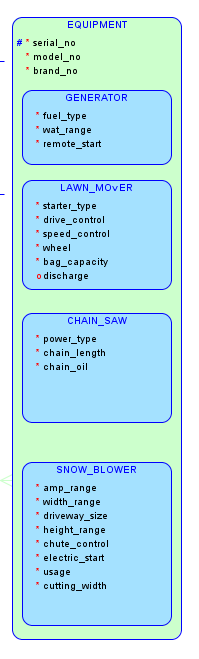 EQUIPMENT
# * serial_no
* model_no
* brand_no
GENERATOR
* fuel_type
* wat_range
* remote_start
LAWN_MOvER
* starter_type
* drive_control
* speed_control
* wheel
* bag_capacity
o discharge
CHAIN_SAW
* power_type
* chain_length
* chain_oil
SNOW_BLOWER
* amp_range
* width_range
* driveway_size
* height_range
* chute_control
* electric_start
* usage
* cutting_width